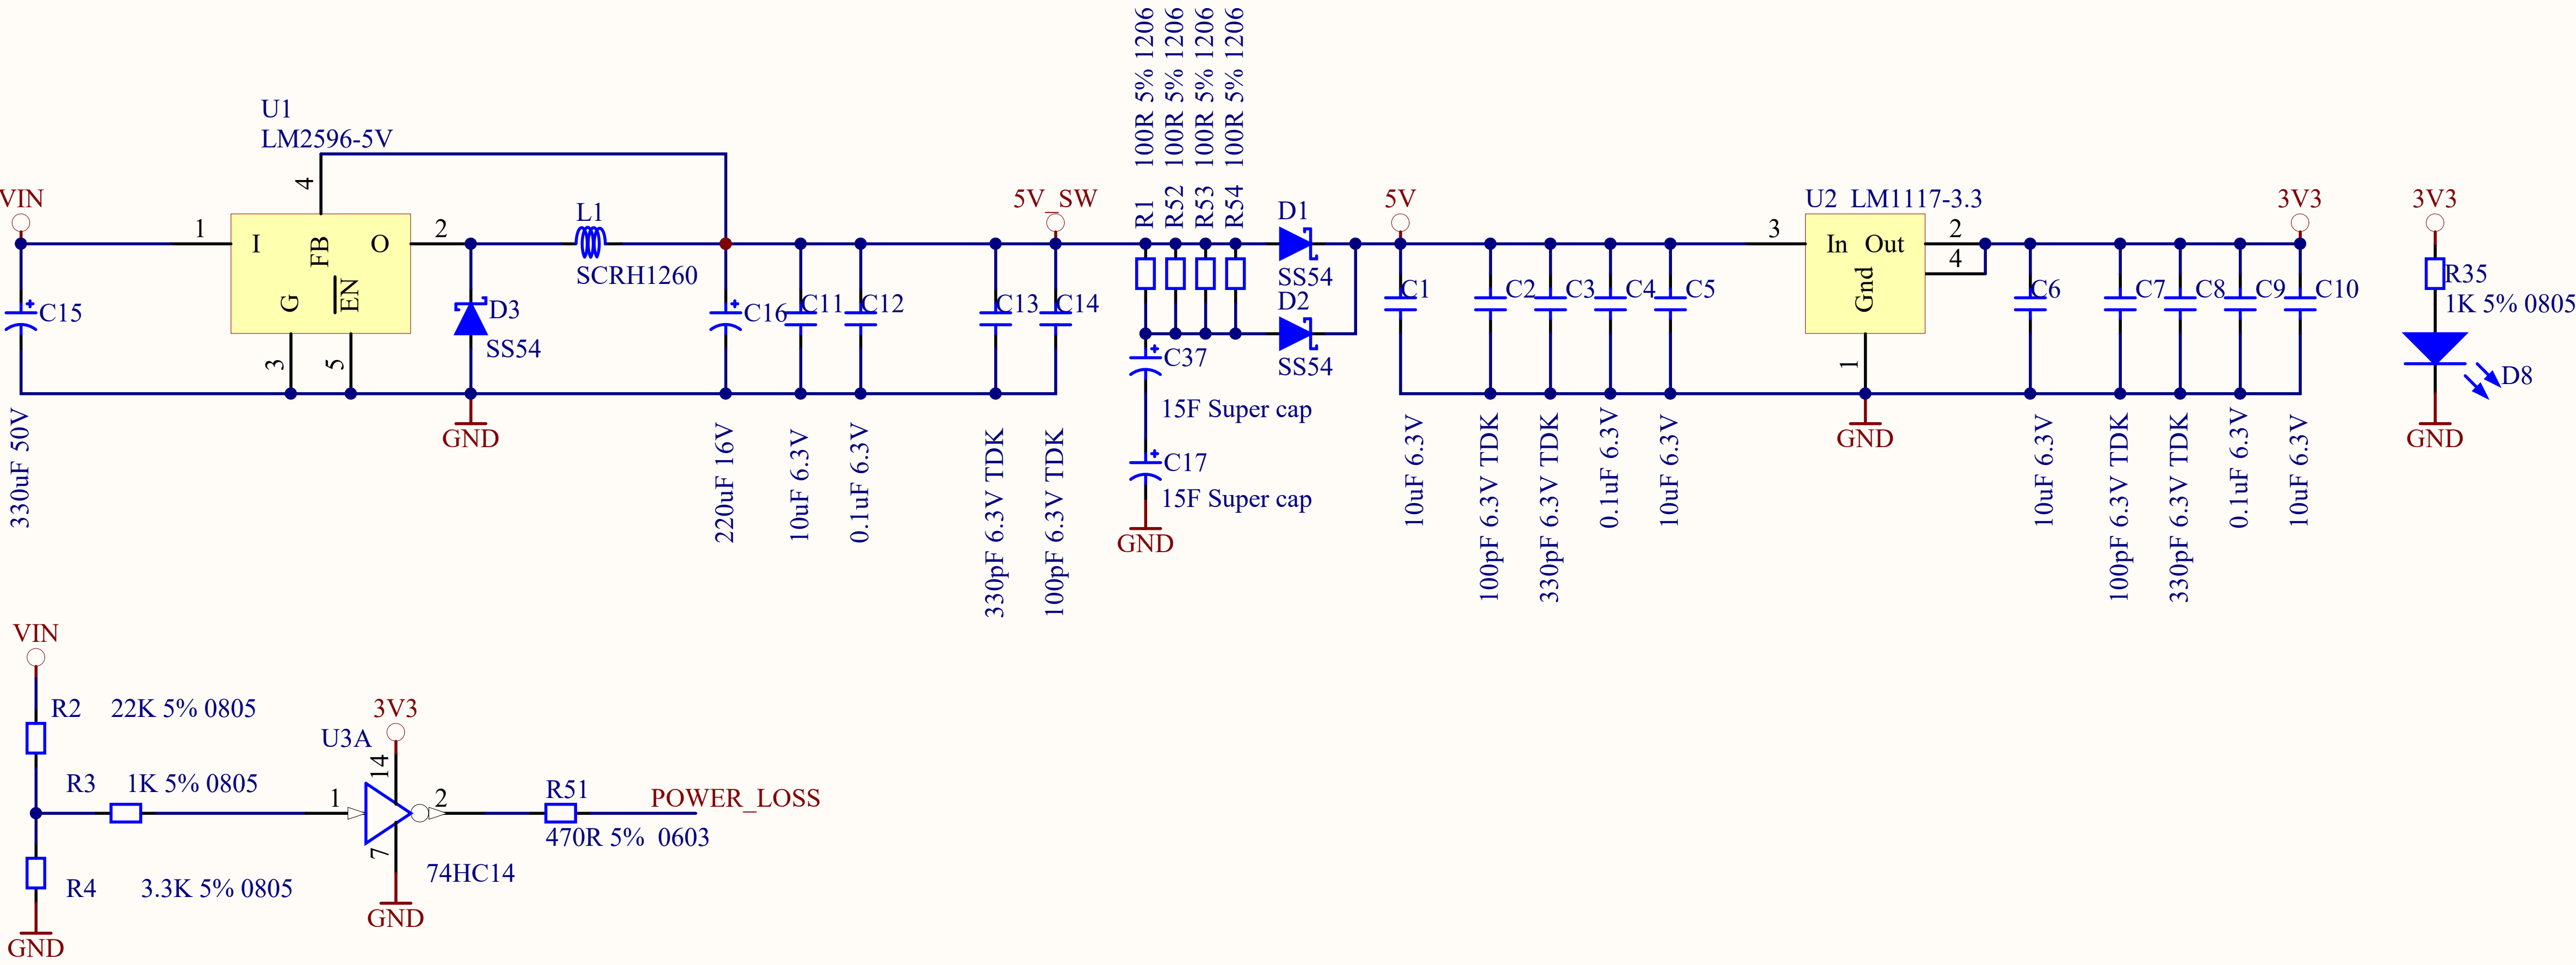 R1 100R 5% 1206
R52 100R 5% 1206
R53 100R 5% 1206
R54 100R 5% 1206
U1
LM2596-5V
VIN
1
I
4
FB
O
2
G
EN
3
5
C15
330uF 50V
L1
SCRH1260
D3
SS54
GND
5V_SW
C16
C11
C12
C13
C14
220uF 16V
10uF 6.3V
0.1uF 6.3V
330pF 6.3V TDK
100pF 6.3V TDK
D1
SS54
D2
SS54
C37
15F Super cap
C17
15F Super cap
GND
5V
C1
C2
C3
C4
C5
10uF 6.3V
100pF 6.3V TDK
330pF 6.3V TDK
0.1uF 6.3V
10uF 6.3V
U2 LM1117-3.3
3
In Out
Gnd
2
4
1
GND
3V3
C6
C7
C8
C9
C10
10uF 6.3V
100pF 6.3V TDK
330pF 6.3V TDK
0.1uF 6.3V
10uF 6.3V
3V3
R35
1K 5% 0805
D8
GND
VIN
R2 22K 5% 0805
R3 1K 5% 0805
R4 3.3K 5% 0805
GND
3V3
U3A
14
1
2
7
74HC14
GND
R51
470R 5% 0603
POWER_LOSS